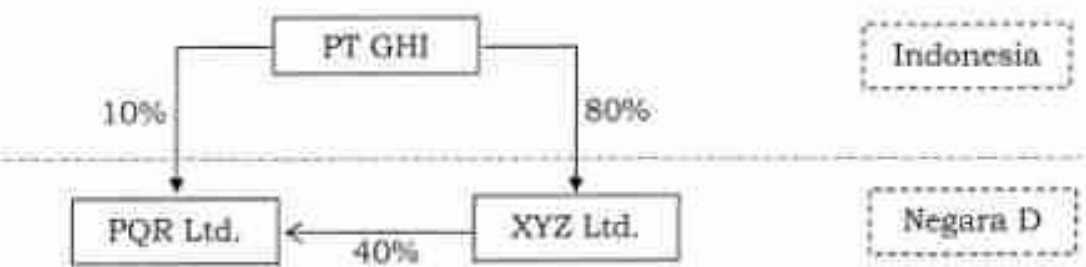 PT GHI
Indonesia
10%
80%
PQR Ltd.
XYZ Ltd.
Negara D
40%